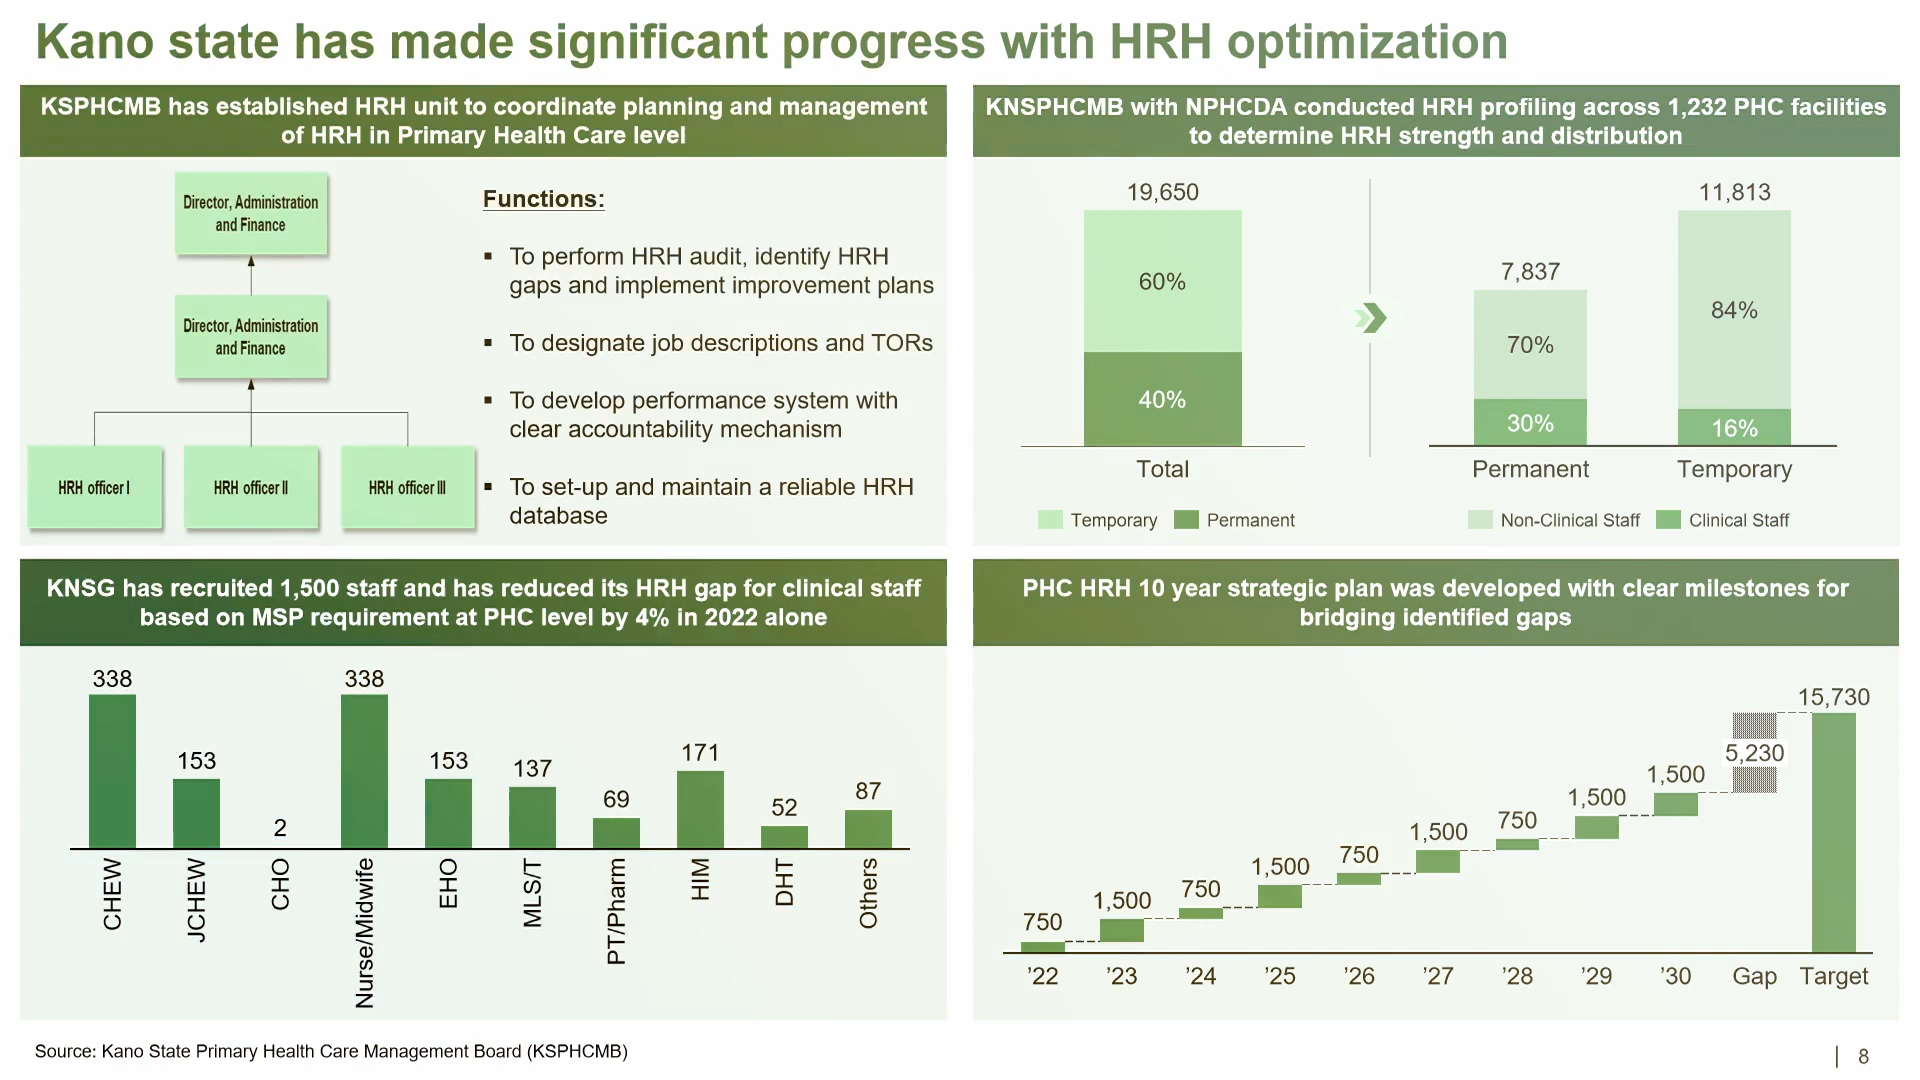 Kano state has made significant progress with HRH optimization
KSPHCMB has established HRH unit to coordinate planning and management
of HRH in Primary Health Care level
Director, Administration
and Finance
Director, Administration
and Finance
HRH officer I
HRH officer II
HRH officer III
Functions:
▪ To perform HRH audit, identify HRH
gaps and implement improvement plans
▪ To designate job descriptions and TORs
▪ To develop performance system with
clear accountability mechanism
▪ To set-up and maintain a reliable HRH
database
KNSPHCMB with NPHCDA conducted HRH profiling across 1,232 PHC facilities
to determine HRH strength and distribution
19,650
60%
40%
Total
Temporary
Permanent
7,837
70%
30%
Permanent
11,813
84%
16%
Temporary
Non-Clinical Staff
Clinical Staff
KNSG has recruited 1,500 staff and has reduced its HRH gap for clinical staff
based on MSP requirement at PHC level by 4% in 2022 alone
338
153
2
338
153
137
69
171
52
87
CHEW
JCHEW
CHO
Nurse/Midwife
EHO
MLS/T
PT/Pharm
HIM
DHT
Others
PHC HRH 10 year strategic plan was developed with clear milestones for
bridging identified gaps
750
1,500
750
1,500
750
1,500
750
1,500
1,500
5,230
15,730
’22
’23
’24
’25
’26
’27
’28
’29
’30
Gap
Target
Source: Kano State Primary Health Care Management Board (KSPHCMB)
| 8